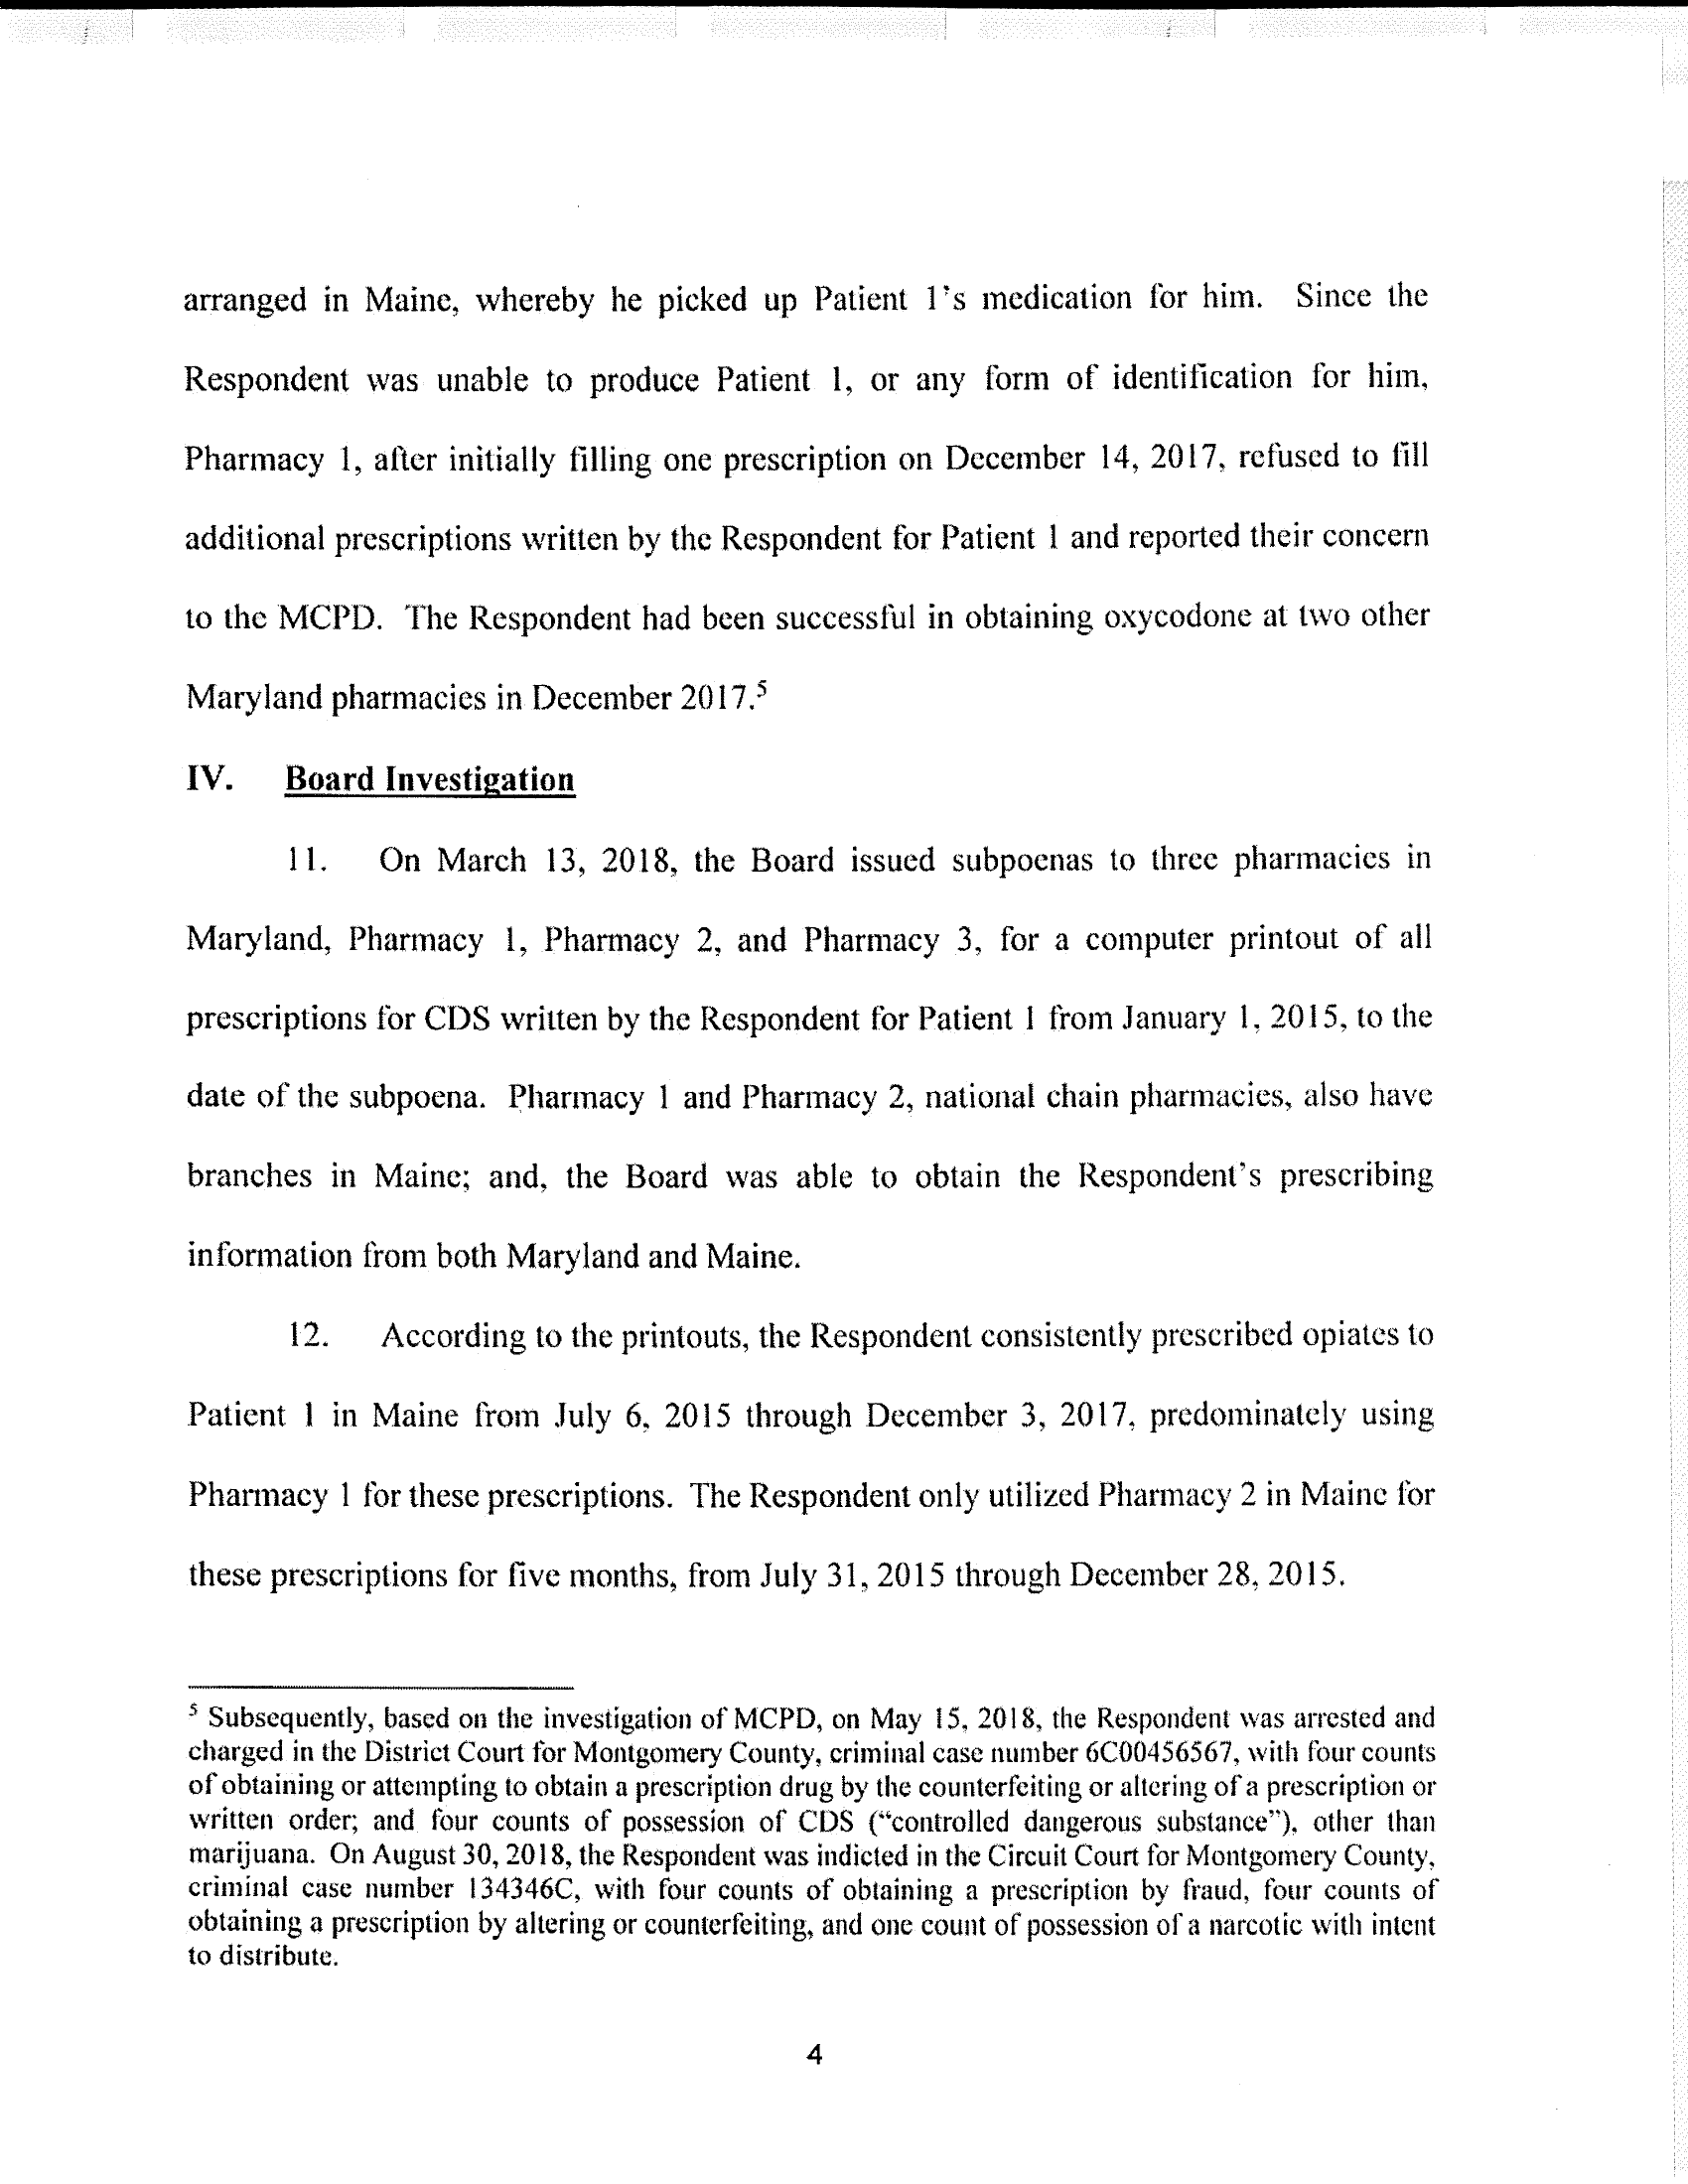 arranged in Maine, whereby he picked up Patient 1's medication for him. Since the
Respondent was unable to produce Patient 1, or any form of identification for him,
Pharmacy 1, after initially filling one prescription on December 14, 2017, refused to fill
additional prescriptions written by the Respondent for Patient 1 and reported their concern
to the MCPD. The Respondent had been successful in obtaining oxycodone at two other
Maryland pharmacies in December 2017.⁵
IV. Board Investigation
11. On March 13, 2018, the Board issued subpoenas to three pharmacies in
Maryland, Pharmacy 1, Pharmacy 2, and Pharmacy 3, for a computer printout of all
prescriptions for CDS written by the Respondent for Patient 1 from January 1, 2015, to the
date of the subpoena. Pharmacy 1 and Pharmacy 2, national chain pharmacies, also have
branches in Maine; and, the Board was able to obtain the Respondent's prescribing
information from both Maryland and Maine.
12. According to the printouts, the Respondent consistently prescribed opiates to
Patient 1 in Maine from July 6, 2015 through December 3, 2017, predominately using
Pharmacy 1 for these prescriptions. The Respondent only utilized Pharmacy 2 in Maine for
these prescriptions for five months, from July 31, 2015 through December 28, 2015.
⁵ Subsequently, based on the investigation of MCPD, on May 15, 2018, the Respondent was arrested and
charged in the District Court for Montgomery County, criminal case number 6C00456567, with four counts
of obtaining or attempting to obtain a prescription drug by the counterfeiting or altering of a prescription or
written order; and four counts of possession of CDS ("controlled dangerous substance"), other than
marijuana. On August 30, 2018, the Respondent was indicted in the Circuit Court for Montgomery County,
criminal case number 134346C, with four counts of obtaining a prescription by fraud, four counts of
obtaining a prescription by altering or counterfeiting, and one count of possession of a narcotic with intent
to distribute.
4